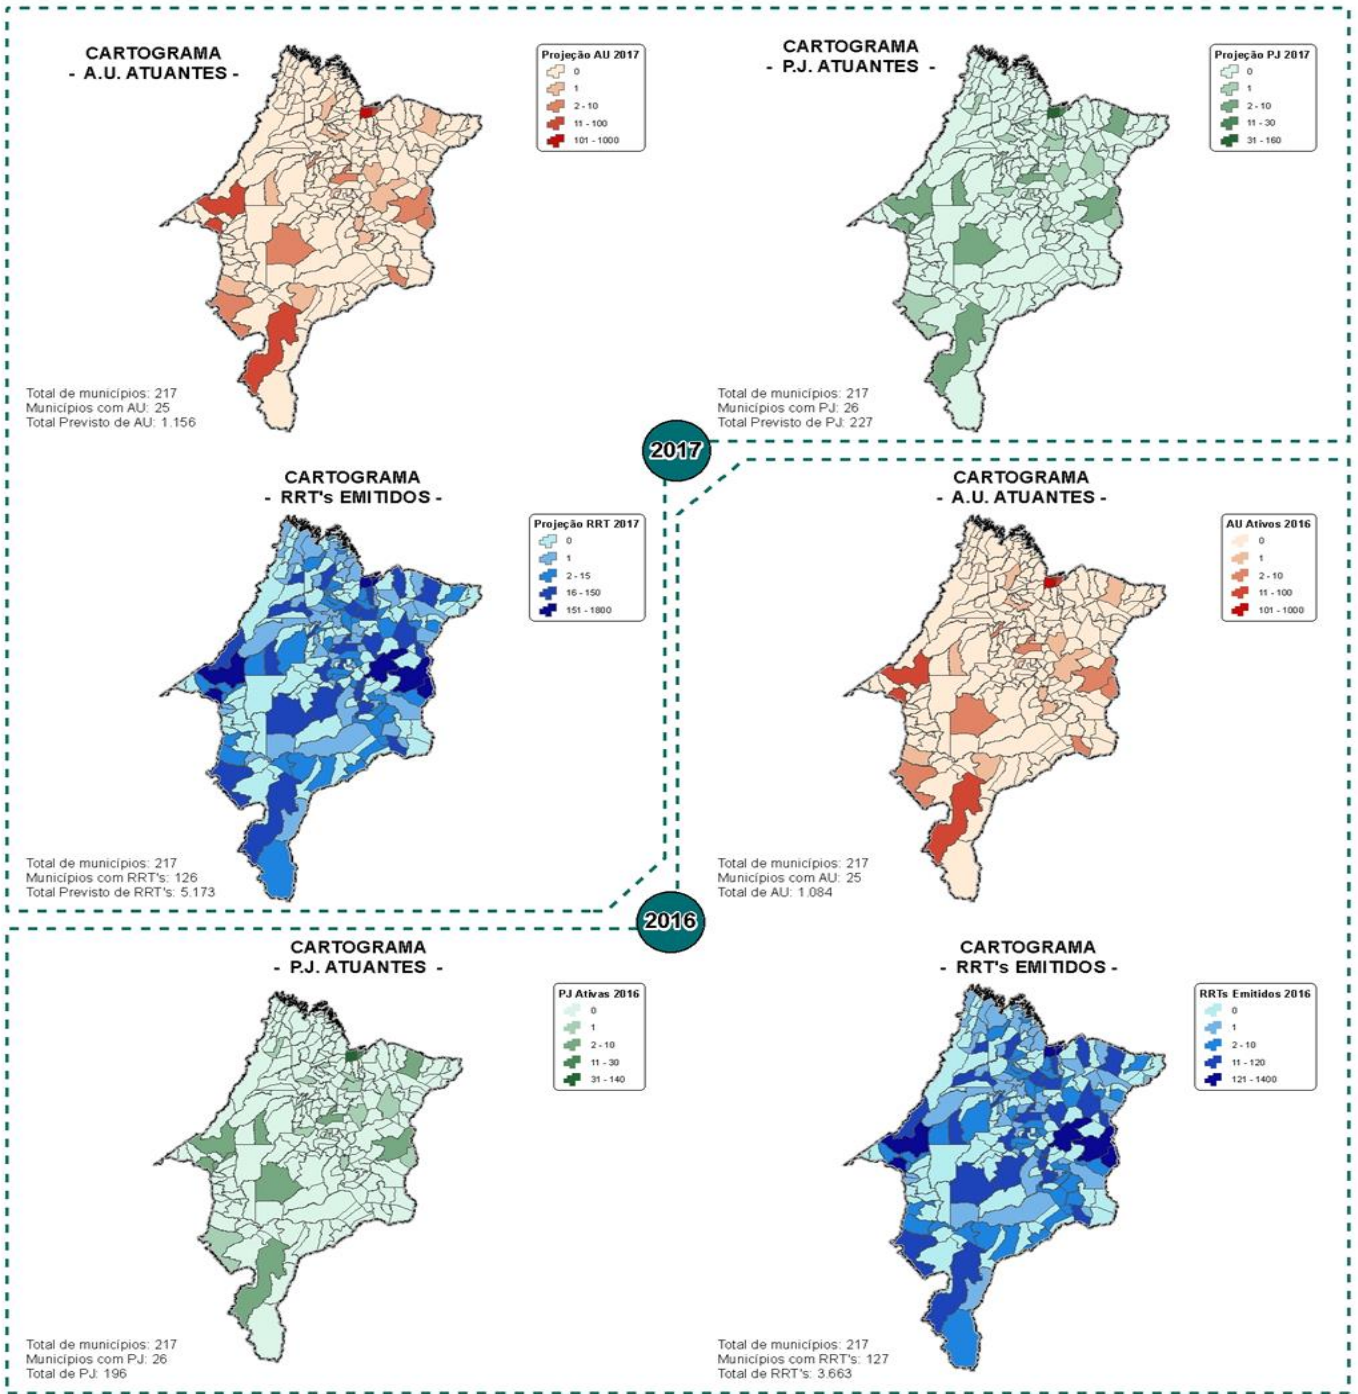 CARTOGRAMA
- A.U. ATUANTES -
Projeção AU 2017
0
1
2 - 10
11 - 100
101 - 1000
Total de municípios: 217
Municípios com AU: 25
Total Previsto de AU: 1.156
CARTOGRAMA
- P.J. ATUANTES -
Projeção PJ 2017
0
1
2 - 10
11 - 30
31 - 160
Total de municípios: 217
Municípios com PJ: 26
Total Previsto de PJ: 227
2017
CARTOGRAMA
- RRT's EMITIDOS -
Projeção RRT 2017
0
1
2 - 15
16 - 150
151 - 1800
Total de municípios: 217
Municípios com RRT's: 126
Total Previsto de RRT's: 5.173
CARTOGRAMA
- A.U. ATUANTES -
AU Ativos 2016
0
1
2 - 10
11 - 100
101 - 1000
Total de municípios: 217
Municípios com AU: 25
Total de AU: 1.084
2016
CARTOGRAMA
- P.J. ATUANTES -
PJ Ativas 2016
0
1
2 - 10
11 - 30
31 - 140
Total de municípios: 217
Municípios com PJ: 26
Total de PJ: 196
CARTOGRAMA
- RRT's EMITIDOS -
RRTs Emitidos 2016
0
1
2 - 10
11 - 120
121 - 1400
Total de municípios: 217
Municípios com RRT's: 127
Total de RRT's: 3.663